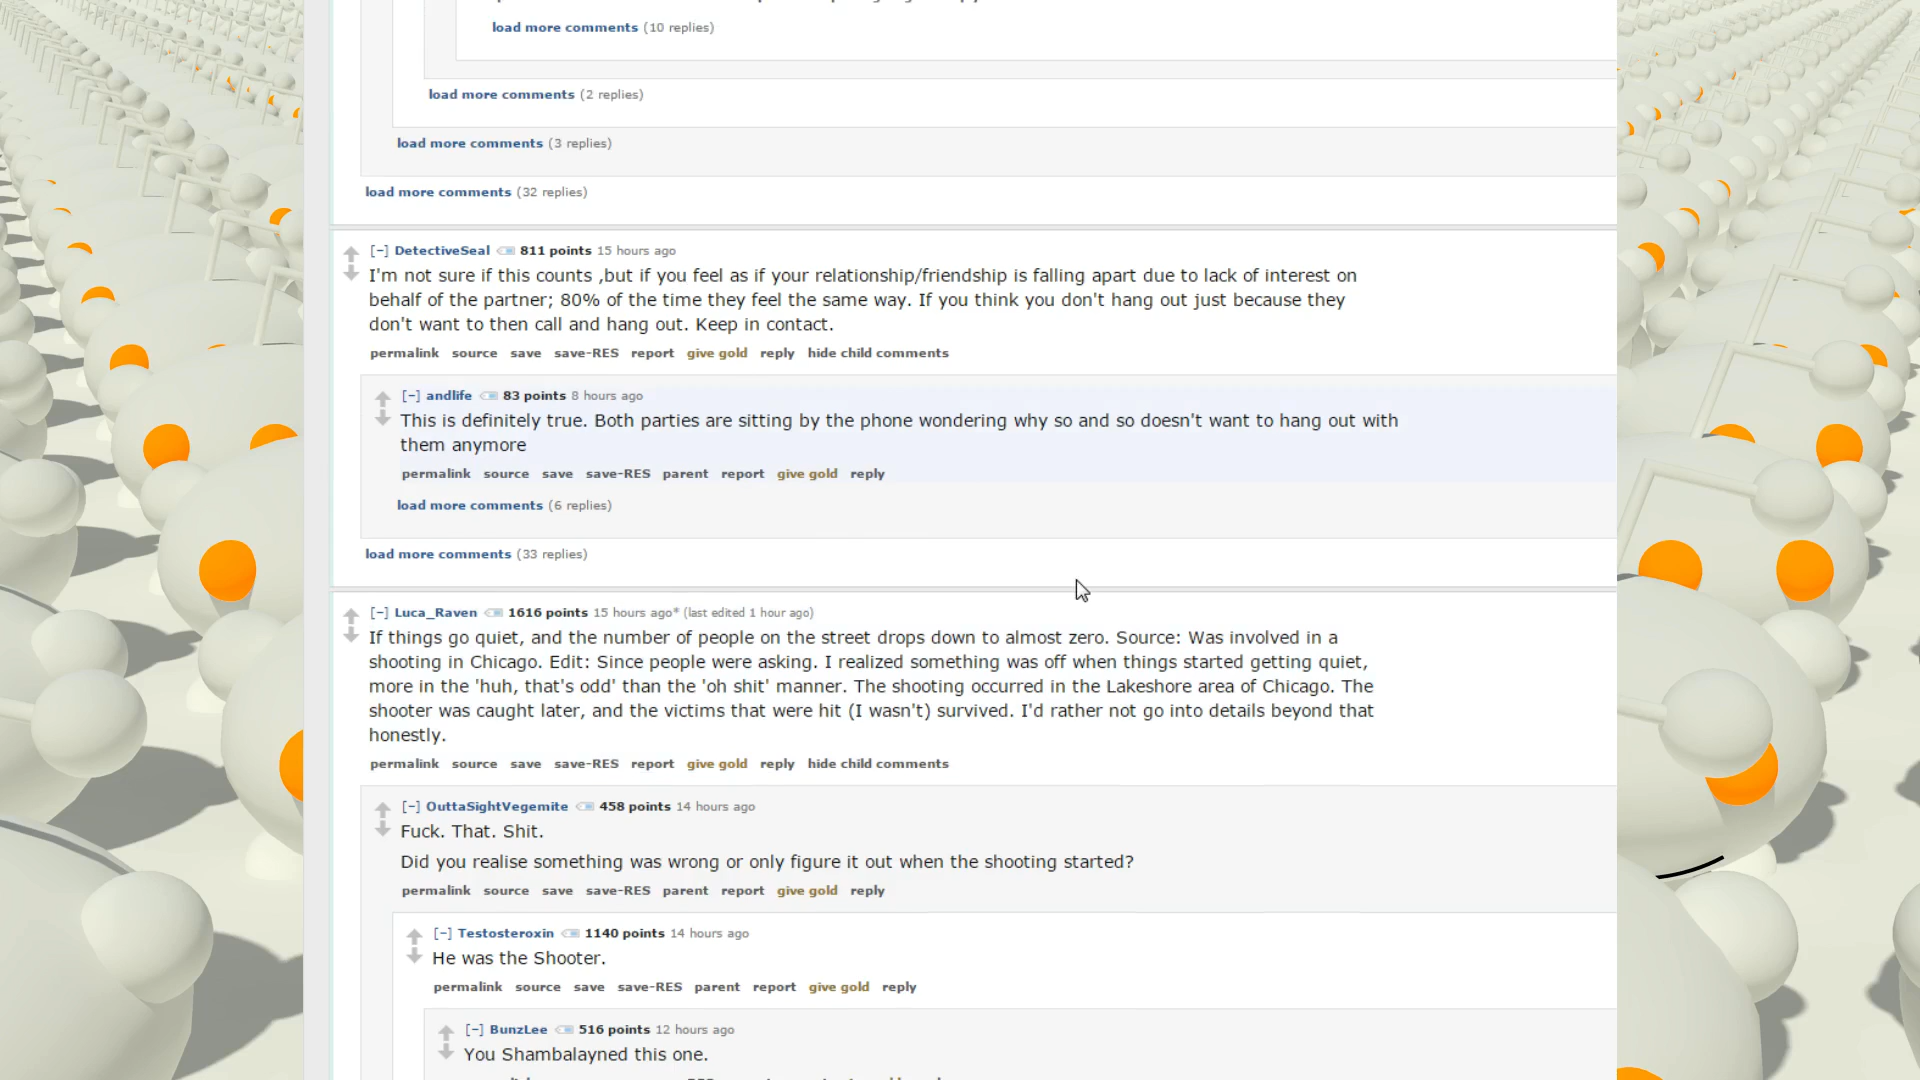 load more comments (10 replies)
load more comments (2 replies)
load more comments (3 replies)
load more comments (32 replies)
[-] DetectiveSeal 811 points 15 hours ago
I'm not sure if this counts ,but if you feel as if your relationship/friendship is falling apart due to lack of interest on
behalf of the partner; 80% of the time they feel the same way. If you think you don't hang out just because they
don't want to then call and hang out. Keep in contact.
permalink source save save-RES report give gold reply hide child comments
[-] andlife 83 points 8 hours ago
This is definitely true. Both parties are sitting by the phone wondering why so and so doesn't want to hang out with
them anymore
permalink source save save-RES parent report give gold reply
load more comments (6 replies)
load more comments (33 replies)
[-] Luca_Raven 1616 points 15 hours ago* (last edited 1 hour ago)
If things go quiet, and the number of people on the street drops down to almost zero. Source: Was involved in a
shooting in Chicago. Edit: Since people were asking. I realized something was off when things started getting quiet,
more in the 'huh, that's odd' than the 'oh shit' manner. The shooting occurred in the Lakeshore area of Chicago. The
shooter was caught later, and the victims that were hit (I wasn't) survived. I'd rather not go into details beyond that
honestly.
permalink source save save-RES report give gold reply hide child comments
[-] OuttaSightVegemite 458 points 14 hours ago
Fuck. That. Shit.
Did you realise something was wrong or only figure it out when the shooting started?
permalink source save save-RES parent report give gold reply
[-] Testosteroxin 1140 points 14 hours ago
He was the Shooter.
permalink source save save-RES parent report give gold reply
[-] BunzLee 516 points 12 hours ago
You Shambalayned this one.